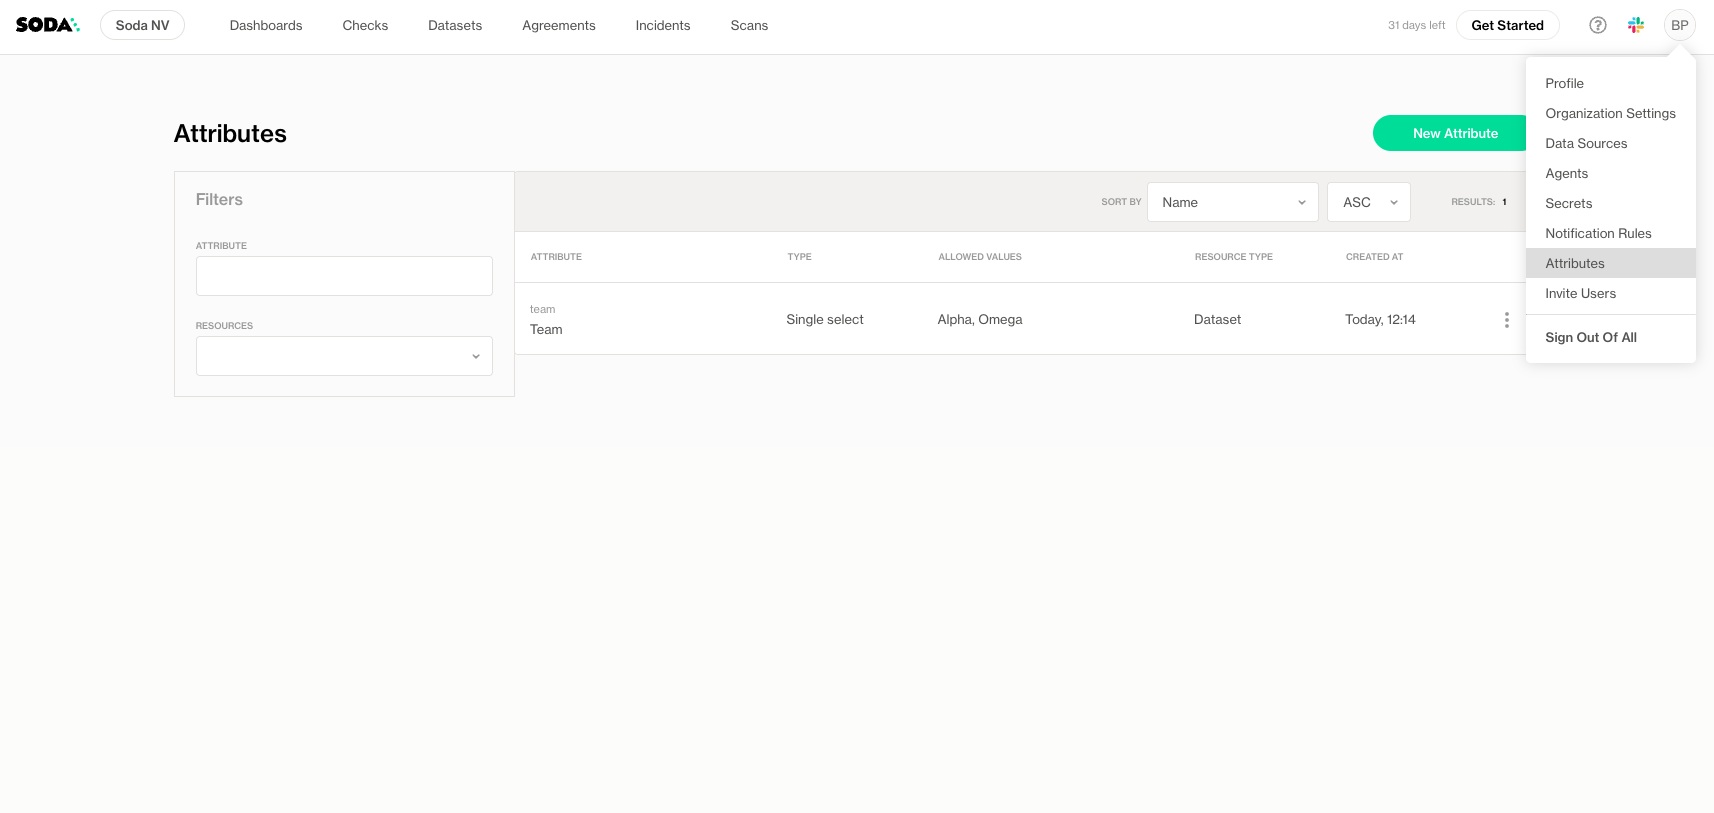 SODA
Soda NV
Dashboards
Checks
Datasets
Agreements
Incidents
Scans
31 days left
Get Started
BP
Profile
Organization Settings
Data Sources
Agents
Secrets
Notification Rules
Attributes
Invite Users
Sign Out Of All
Attributes
New Attribute
Filters
ATTRIBUTE
RESOURCES
SORT BY
Name
ASC
RESULTS: 1
ATTRIBUTE
TYPE
ALLOWED VALUES
RESOURCE TYPE
CREATED AT
team
Team
Single select
Alpha, Omega
Dataset
Today, 12:14